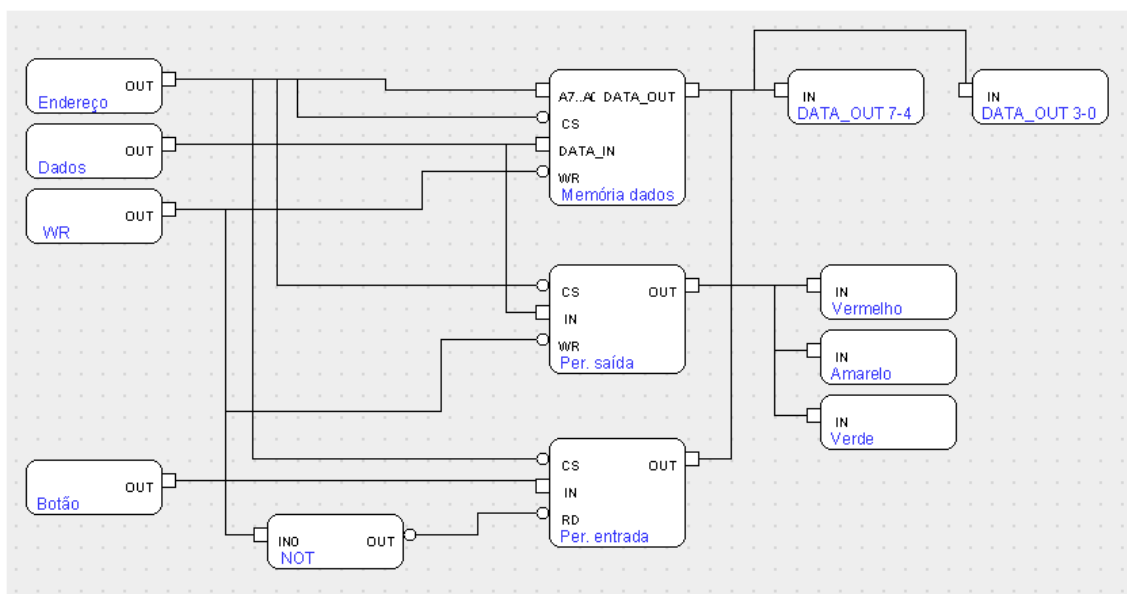 OUT
Endereço
OUT
Dados
OUT
WR
A7..A0 DATA_OUT
CS
DATA_IN
WR
Memória dados
IN
DATA_OUT 7-4
IN
DATA_OUT 3-0
CS OUT
IN
WR
Per. saída
IN
Vermelho
IN
Amarelo
IN
Verde
OUT
Botão
IN0 OUT
NOT
CS OUT
IN
RD
Per. entrada